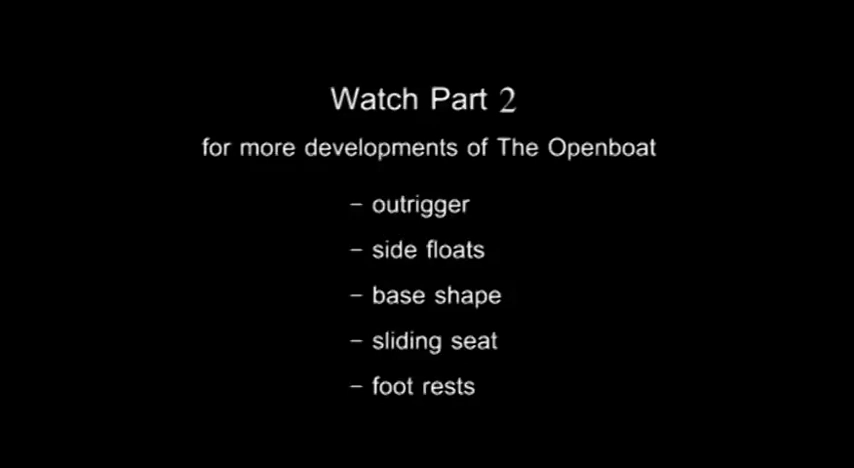 Watch Part 2
for more developments of The Openboat
– outrigger
– side floats
– base shape
– sliding seat
– foot rests